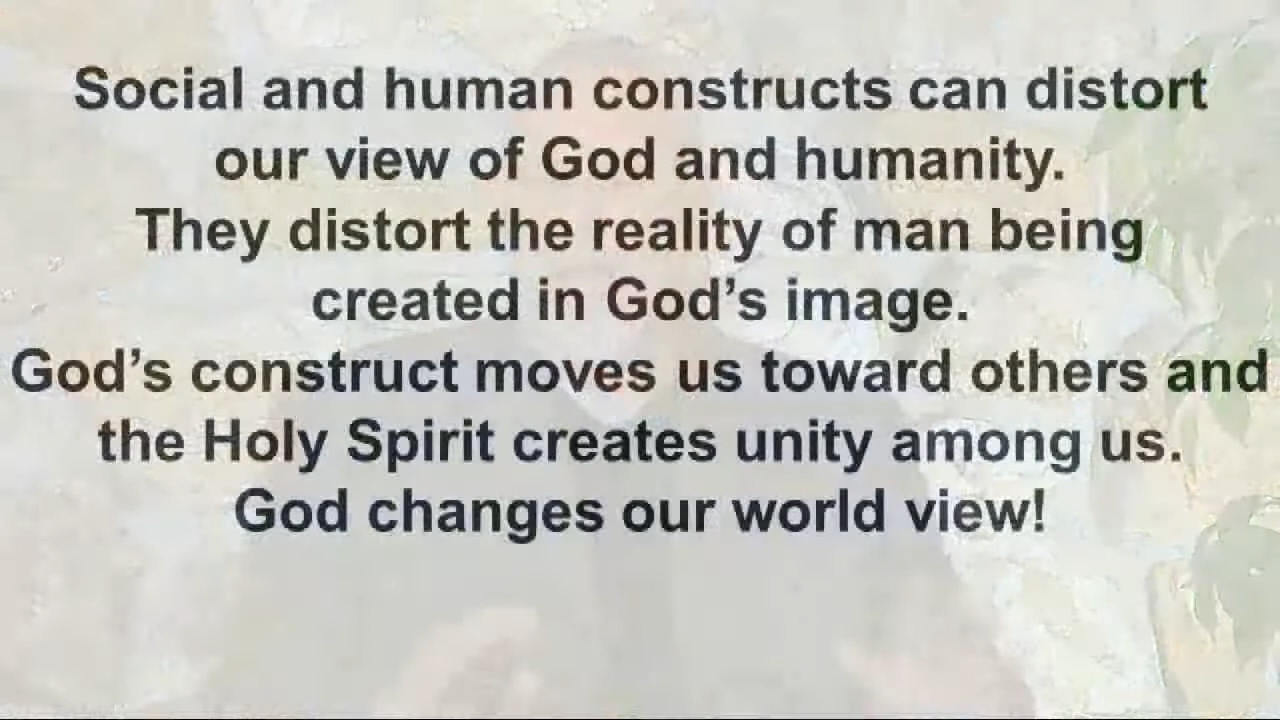 Social and human constructs can distort
our view of God and humanity.
They distort the reality of man being
created in God’s image.
God’s construct moves us toward others and
the Holy Spirit creates unity among us.
God changes our world view!